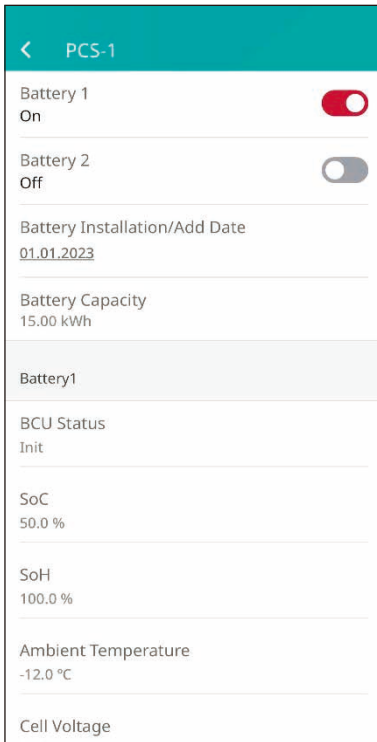 PCS-1
Battery 1
On
Battery 2
Off
Battery Installation/Add Date
01.01.2023
Battery Capacity
15.00 kWh
Battery1
BCU Status
Init
SoC
50.0 %
SoH
100.0 %
Ambient Temperature
-12.0 ℃
Cell Voltage